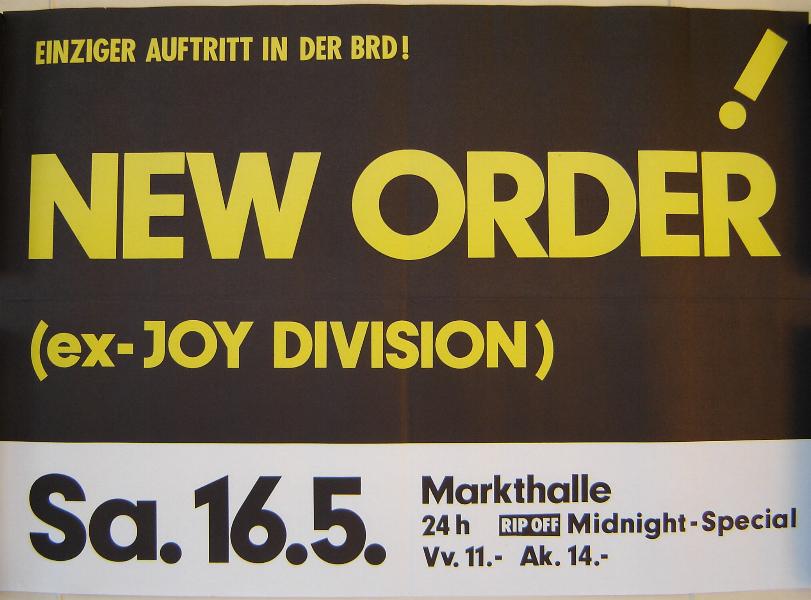 EINZIGER AUFTRITT IN DER BRD!
NEW ORDER!
(ex-JOY DIVISION)
Sa. 16.5.
Markthalle
24h RIP OFF Midnight-Special
Vv. 11.- Ak. 14.-